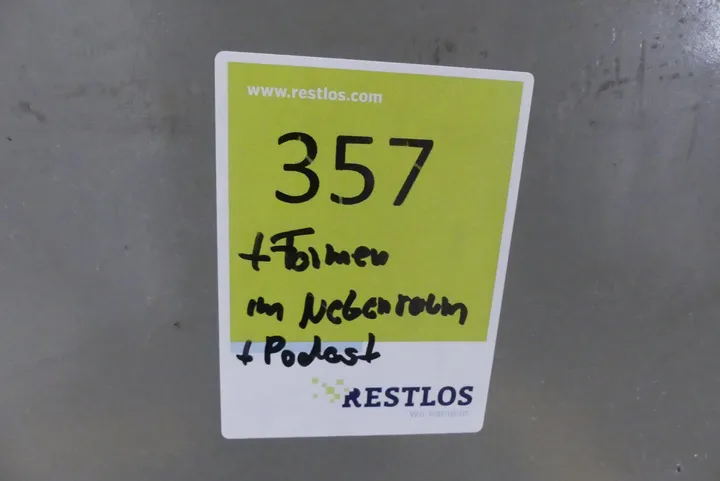 www.restlos.com
357
+ Formen
im Nebenraum
+ Podest
RESTLOS